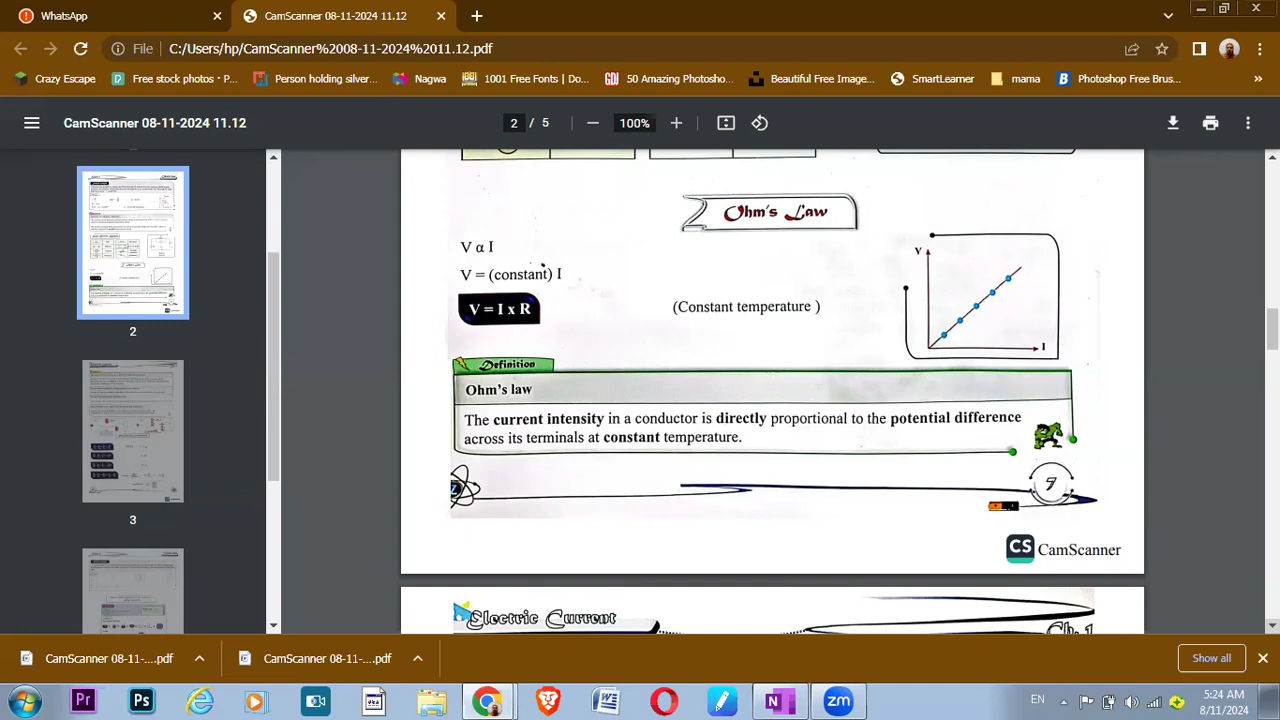 WhatsApp
CamScanner 08-11-2024 11.12
File
C:/Users/hp/CamScanner%2008-11-2024%2011.12.pdf
Crazy Escape
Free stock photos • P...
Person holding silver...
Nagwa
1001 Free Fonts | Do...
50 Amazing Photosho...
Beautiful Free Image...
SmartLearner
mama
Photoshop Free Brus...
»
CamScanner 08-11-2024 11.12
2 / 5
100%
2
3
Ohm's Law
V α I
V = (constant) I
V = I x R
(Constant temperature )
V
I
Definition
Ohm's law
The current intensity in a conductor is directly proportional to the potential difference
across its terminals at constant temperature.
7
CS CamScanner
Electric Current
Ch.1
CamScanner 08-11-....pdf
CamScanner 08-11-....pdf
Show all
EN
5:24 AM
8/11/2024